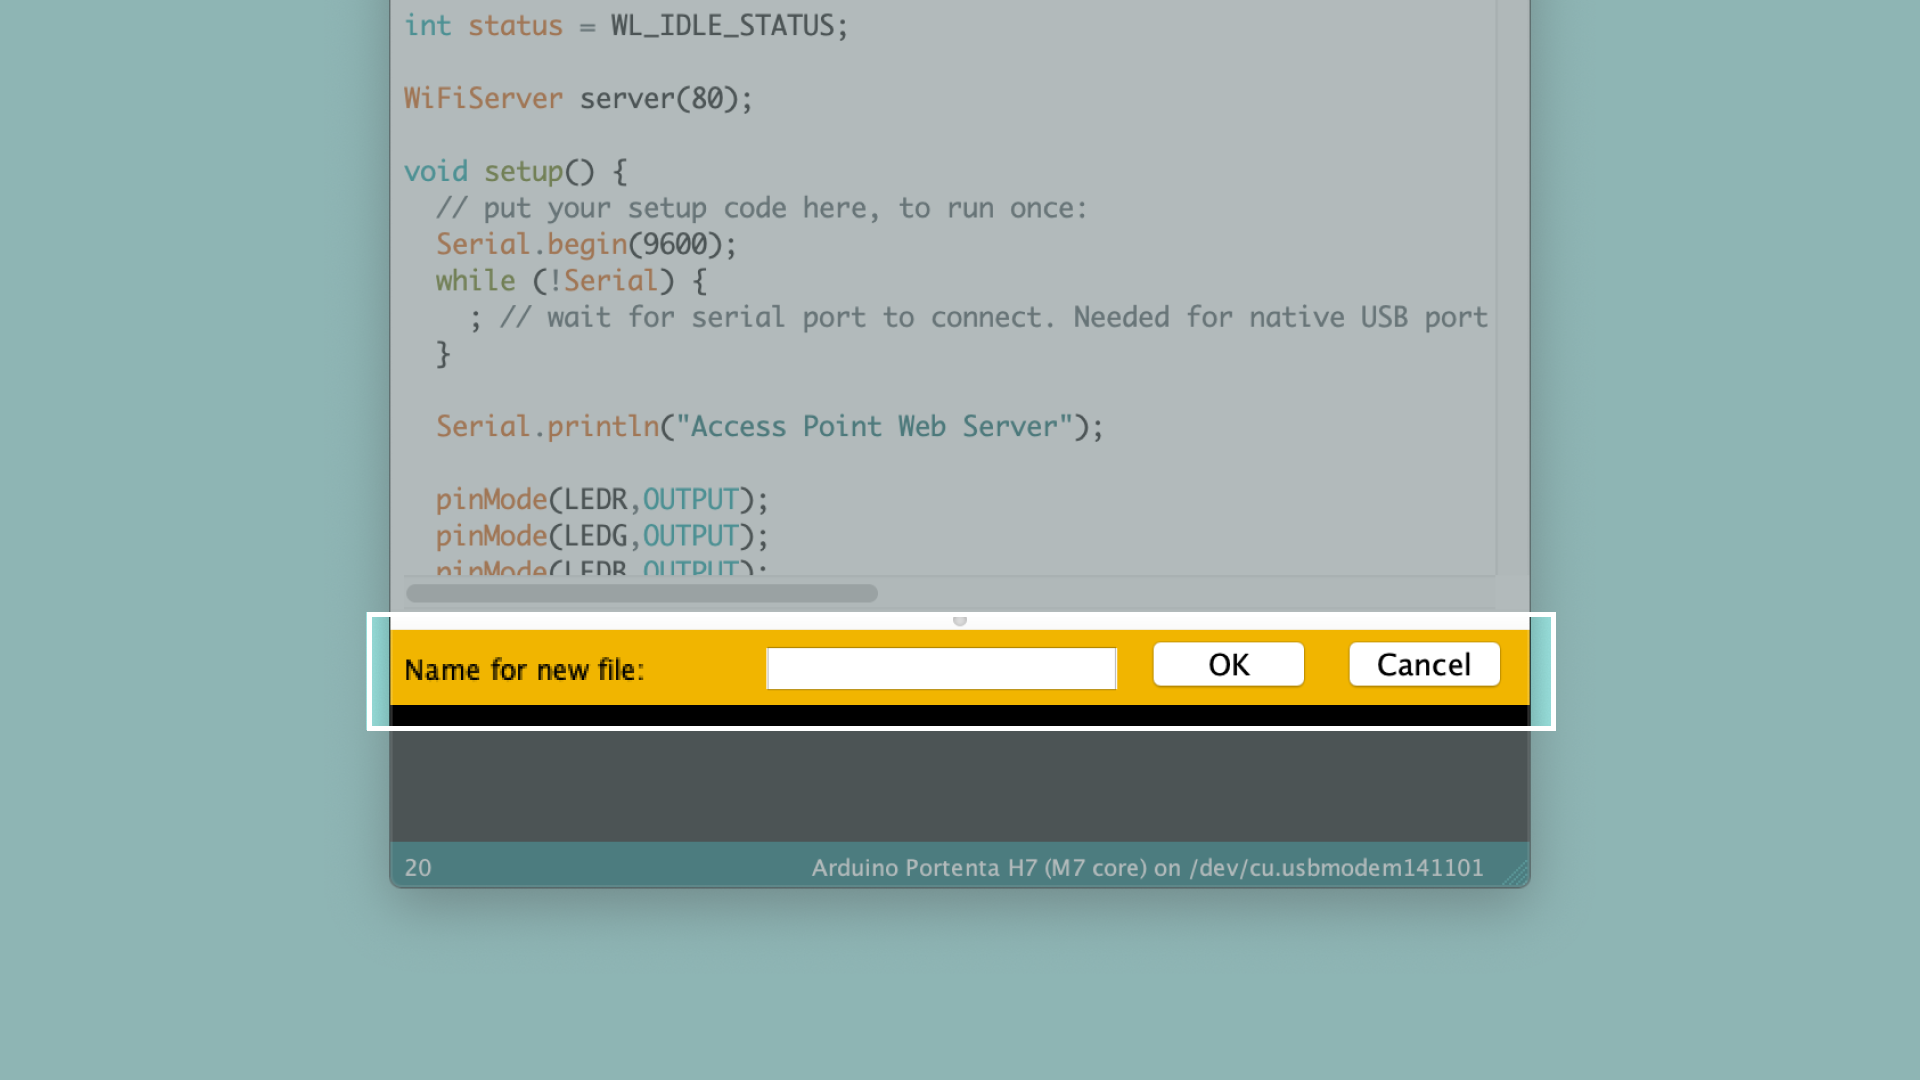 int status = WL_IDLE_STATUS;
WiFiServer server(80);
void setup() {
// put your setup code here, to run once:
Serial.begin(9600);
while (!Serial) {
; // wait for serial port to connect. Needed for native USB port
}
Serial.println("Access Point Web Server");
pinMode(LEDR,OUTPUT);
pinMode(LEDG,OUTPUT);
pinMode(LEDB,OUTPUT);
Name for new file:
OK
Cancel
20
Arduino Portenta H7 (M7 core) on /dev/cu.usbmodem141101